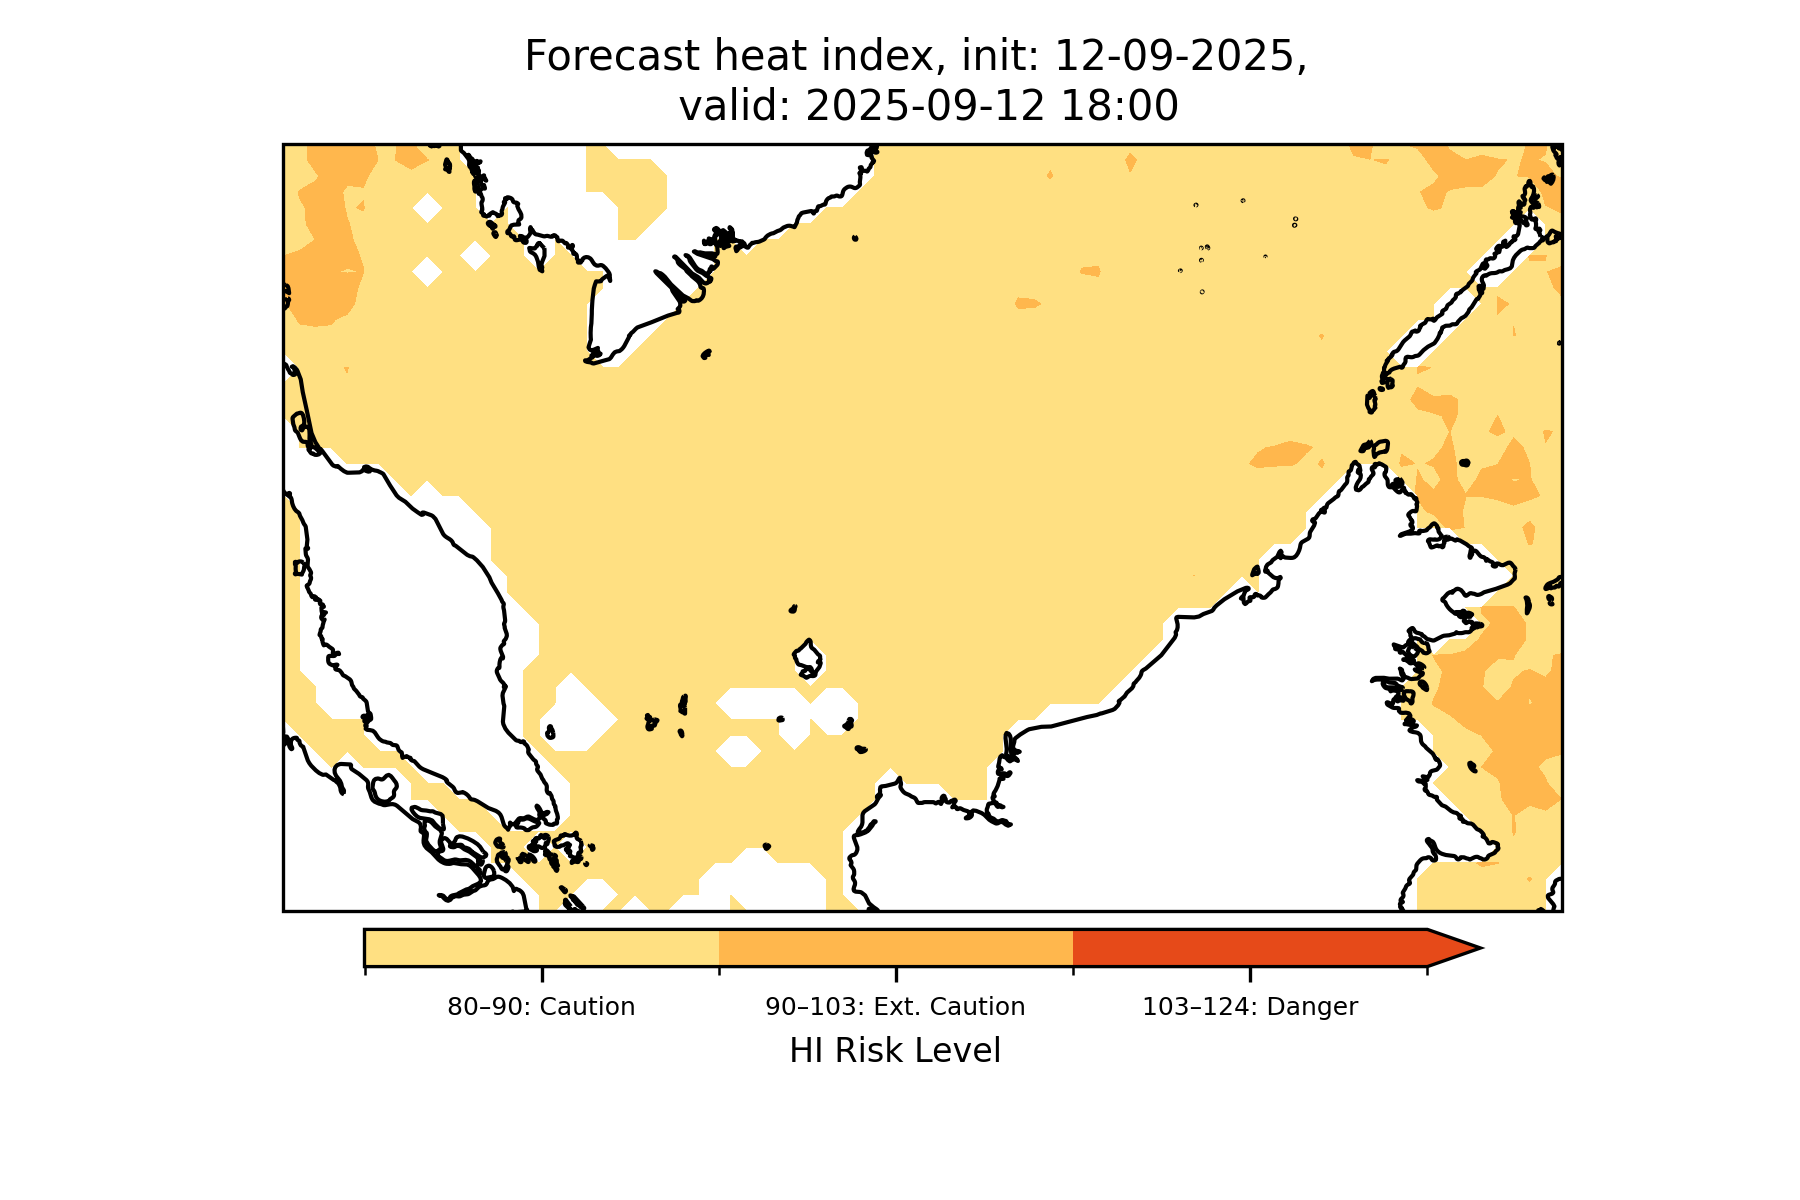 Forecast heat index, init: 12-09-2025,
valid: 2025-09-12 18:00
80–90: Caution
90–103: Ext. Caution
103–124: Danger
HI Risk Level